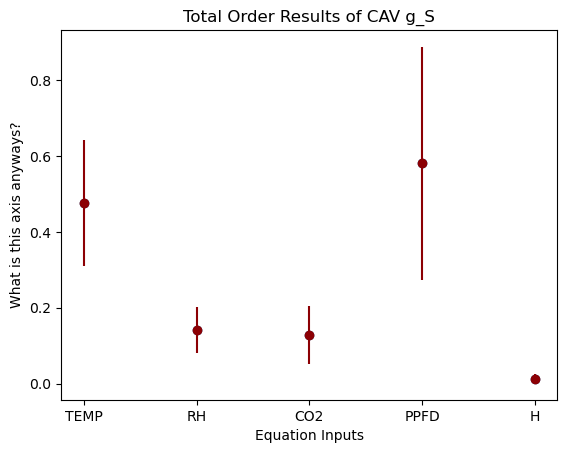 Total Order Results of CAV g_S
What is this axis anyways?
0.8
0.6
0.4
0.2
0.0
TEMP RH CO2 PPFD H
Equation Inputs